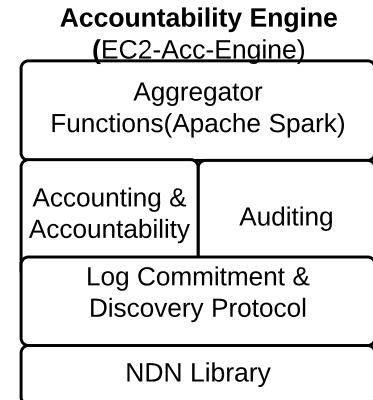 Accountability Engine
(EC2-Acc-Engine)
Aggregator
Functions(Apache Spark)
Accounting &
Accountability
Auditing
Log Commitment &
Discovery Protocol
NDN Library